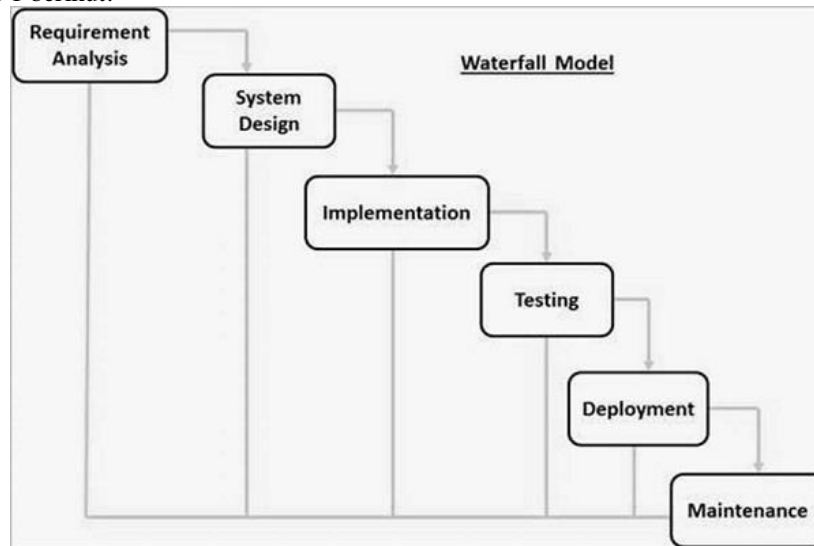 Requirement
Analysis
Waterfall Model
System
Design
Implementation
Testing
Deployment
Maintenance